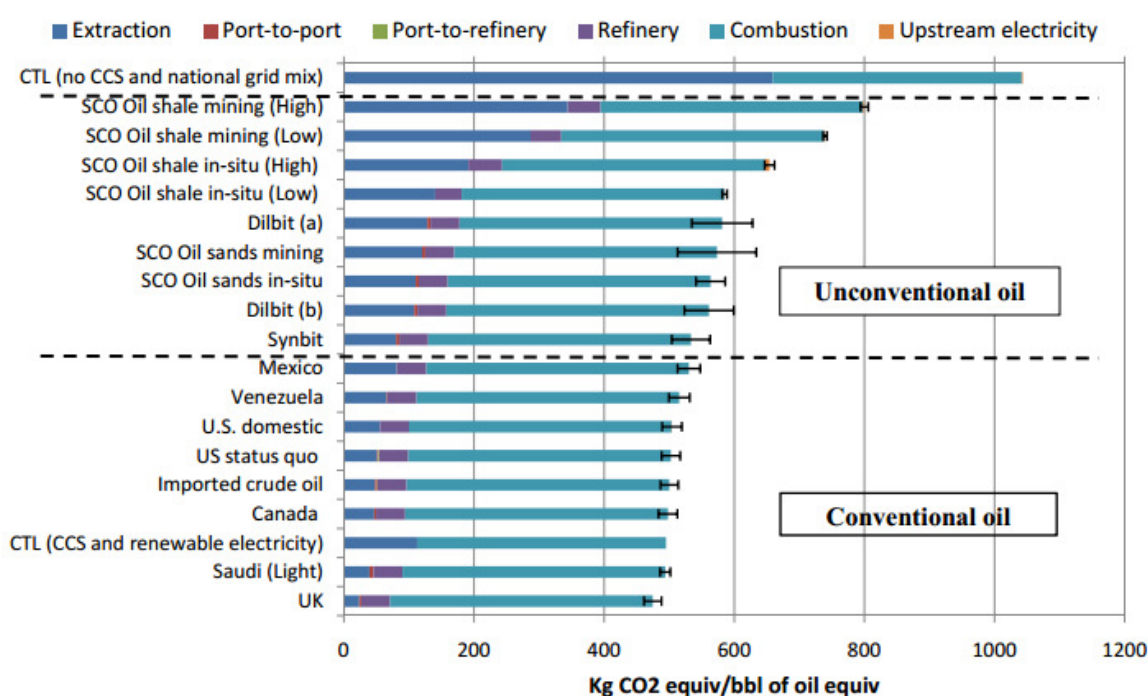 Extraction Port-to-port Port-to-refinery Refinery Combustion Upstream electricity
CTL (no CCS and national grid mix)
SCO Oil shale mining (High)
SCO Oil shale mining (Low)
SCO Oil shale in-situ (High)
SCO Oil shale in-situ (Low)
Dilbit (a)
SCO Oil sands mining
SCO Oil sands in-situ
Dilbit (b)
Synbit
Unconventional oil
Mexico
Venezuela
U.S. domestic
US status quo
Imported crude oil
Canada
CTL (CCS and renewable electricity)
Saudi (Light)
UK
Conventional oil
0 200 400 600 800 1000 1200
Kg CO2 equiv/bbl of oil equiv